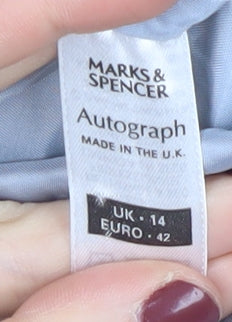 MARKS &
SPENCER
Autograph
MADE IN THE U.K.
UK • 14
EURO • 42